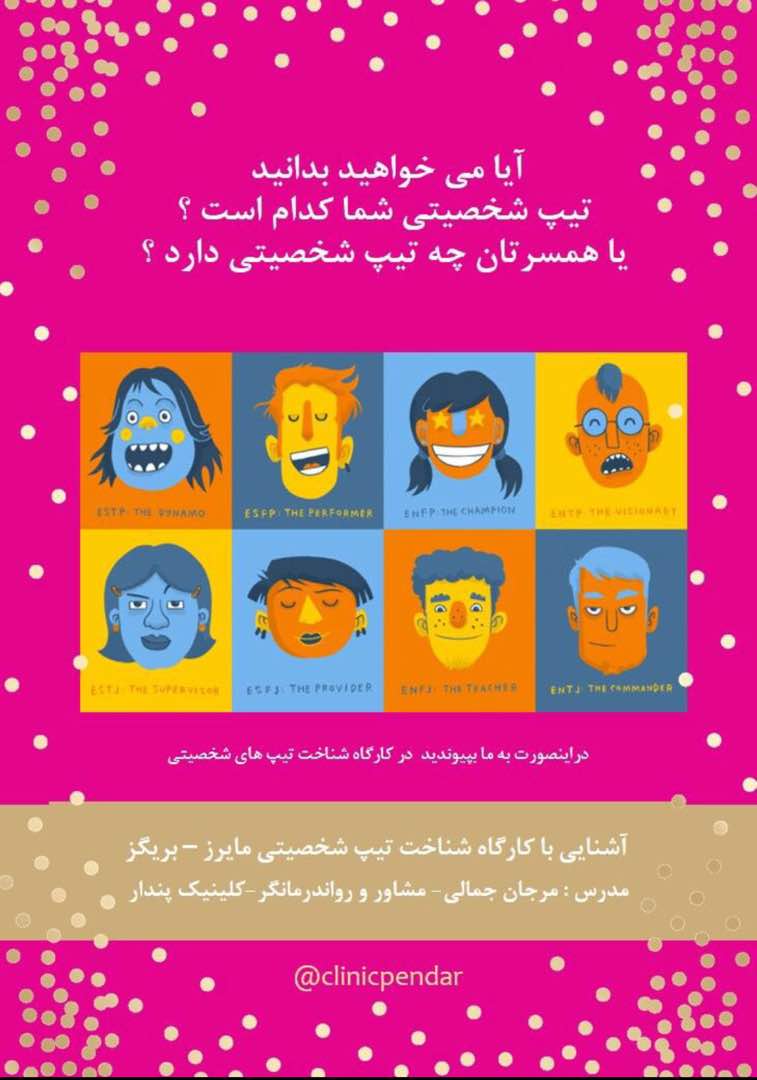 آیا می خواهید بدانید
تیپ شخصیتی شما کدام است ؟
یا همسرتان چه تیپ شخصیتی دارد ؟
ESTP: THE DYNAMO
ESFP: THE PERFORMER
ENFP: THE CHAMPION
ENTP: THE VISIONARY
ESTJ: THE SUPERVISOR
ESFJ: THE PROVIDER
ENFJ: THE TEACHER
ENTJ: THE COMMANDER
دراینصورت به ما بپیوندید در کارگاه شناخت تیپ های شخصیتی
آشنایی با کارگاه شناخت تیپ شخصیتی مایرز – بریگز
مدرس : مرجان جمالی- مشاور و رواندرمانگر-کلینیک پندار
@clinicpendar